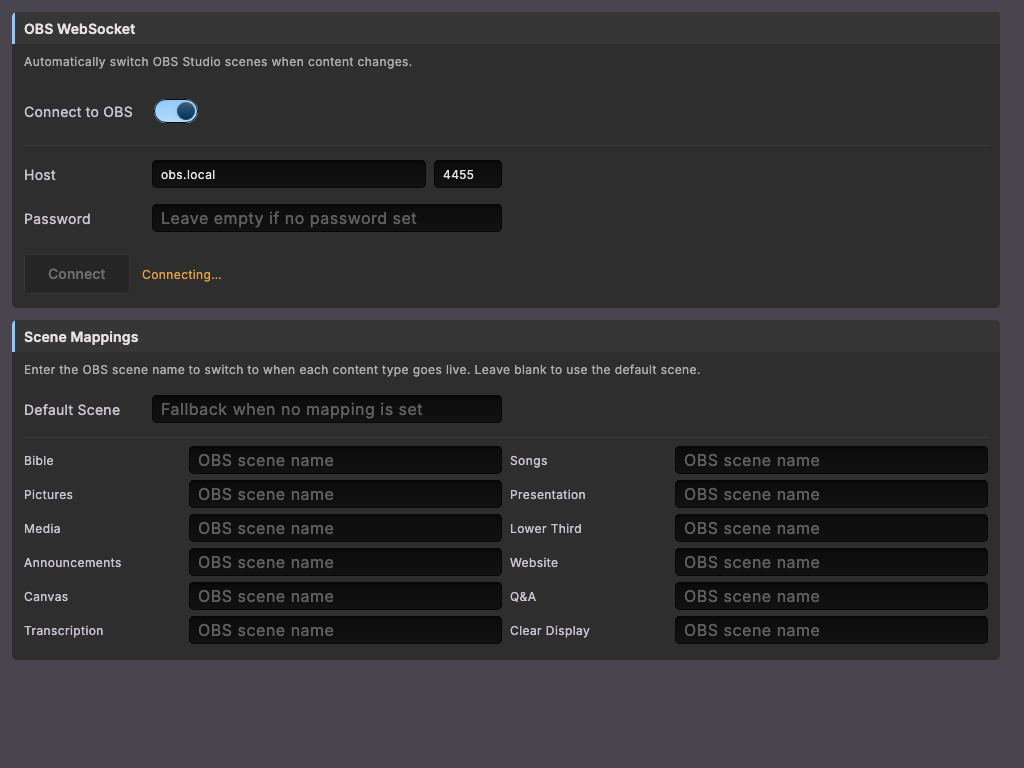 OBS WebSocket
Automatically switch OBS Studio scenes when content changes.
Connect to OBS
Host obs.local 4455
Password Leave empty if no password set
Connect Connecting...
Scene Mappings
Enter the OBS scene name to switch to when each content type goes live. Leave blank to use the default scene.
Default Scene Fallback when no mapping is set
Bible OBS scene name Songs OBS scene name
Pictures OBS scene name Presentation OBS scene name
Media OBS scene name Lower Third OBS scene name
Announcements OBS scene name Website OBS scene name
Canvas OBS scene name Q&A OBS scene name
Transcription OBS scene name Clear Display OBS scene name